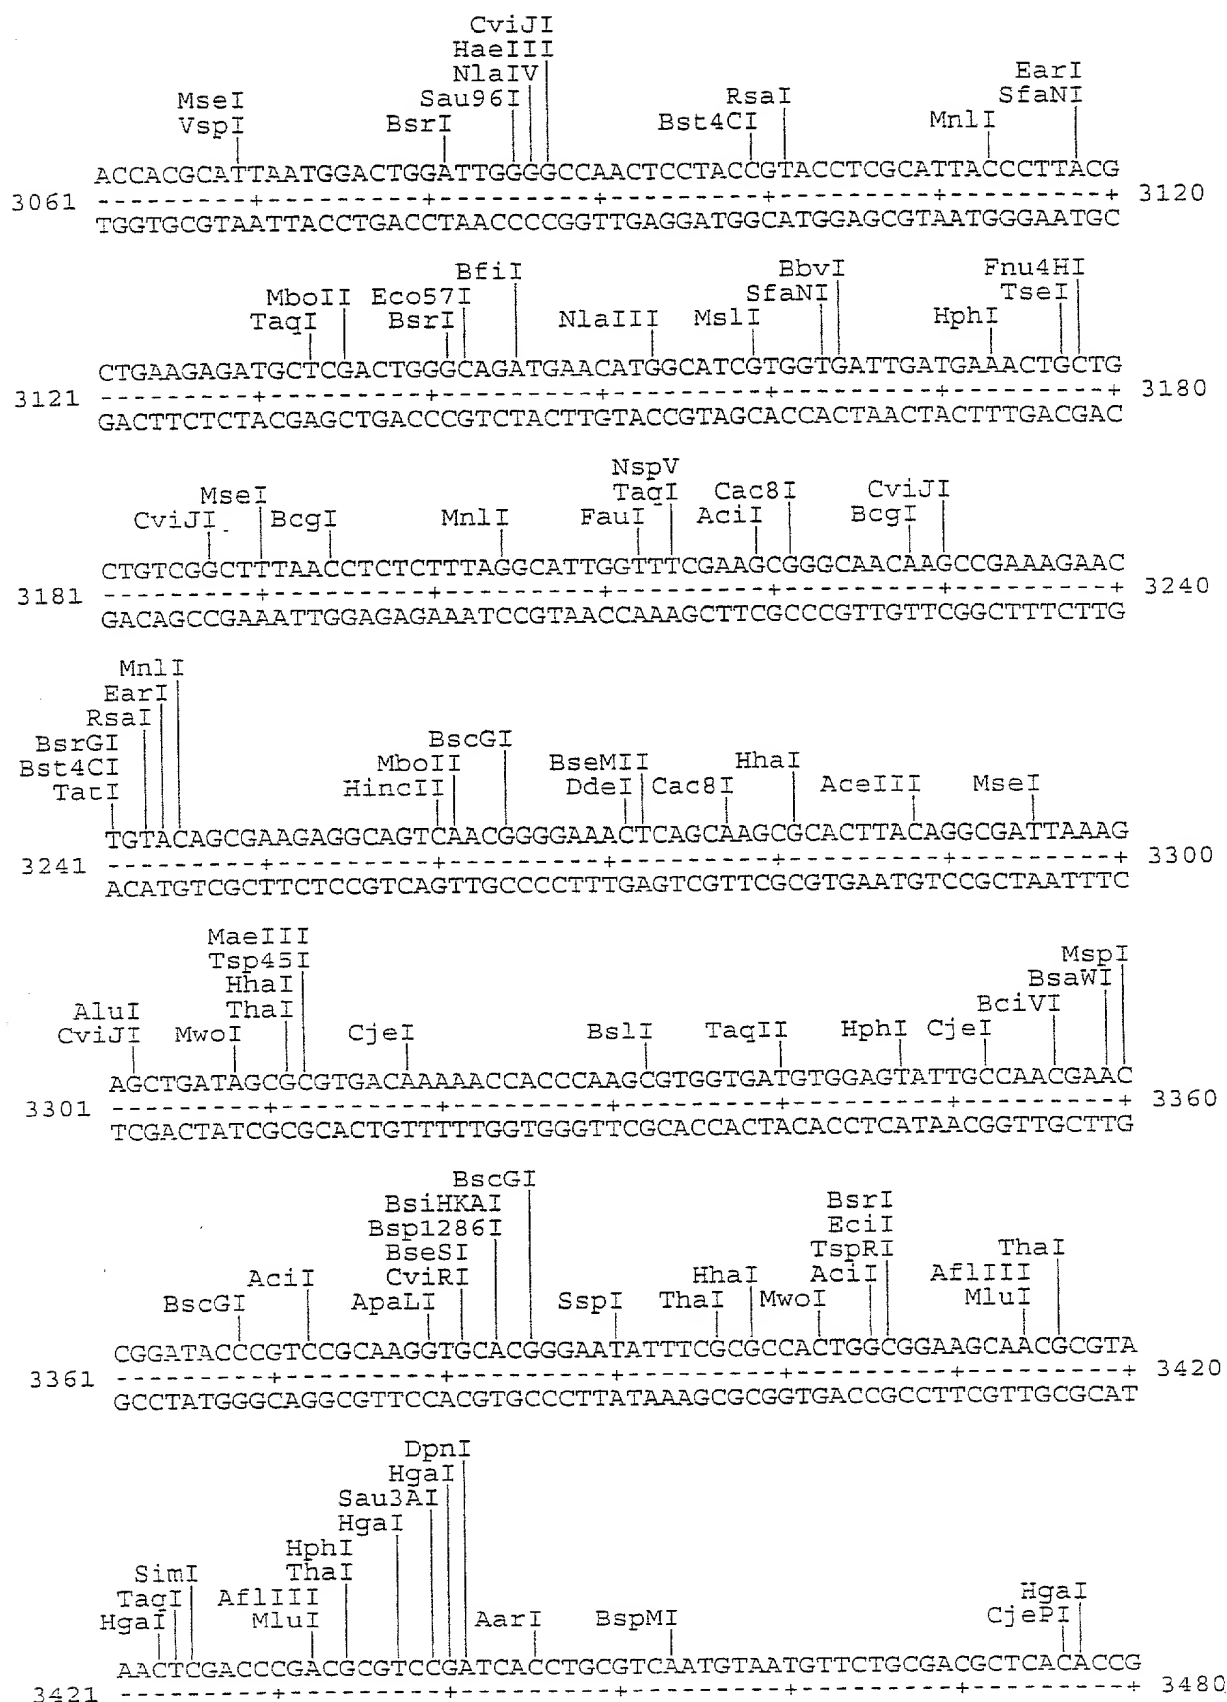 CviJI
HaeIII
NlaIV EarI
MseI Sau96I RsaI SfaNI
VspI BsrI Bst4CI MnlI
ACCACGCATTAATGGACTGGATTGGGGCCAACTCCTACCGTACCTCGCATTACCCTTACG
3061 ---------+---------+---------+---------+---------+---------+ 3120
TGGTGCGTAATTACCTGACCTAACCCCGGTTGAGGATGGCATGGAGCGTAATGGGAATGC
BfiI BbvI Fnu4HI
MboII Eco57I SfaNI TseI
TaqI BsrI NlaIII MslI HphI
CTGAAGAGATGCTCGACTGGGCAGATGAACATGGCATCGTGGTGATTGATGAAACTGCTG
3121 ---------+---------+---------+---------+---------+---------+ 3180
GACTTCTCTACGAGCTGACCCGTCTACTTGTACCGTAGCACCACTAACTACTTTGACGAC
NspV
MseI TaqI Cac8I CviJI
CviJI BcgI MnlI FauI AciI BcgI
CTGTCGGCTTTAACCTCTCTTTAGGCATTGGTTTCGAAGCGGGCAACAAGCCGAAAGAAC
3181 ---------+---------+---------+---------+---------+---------+ 3240
GACAGCCGAAATTGGAGAGAAATCCGTAACCAAAGCTTCGCCCGTTGTTCGGCTTTCTTG
MnlI
EarI
RsaI
BsrGI BscGI
Bst4CI MboII BseMII HhaI
TatI HincII DdeI Cac8I AceIII MseI
TGTACAGCGAAGAGGCAGTCAACGGGGAAACTCAGCAAGCGCACTTACAGGCGATTAAAG
3241 ---------+---------+---------+---------+---------+---------+ 3300
ACATGTCGCTTCTCCGTCAGTTGCCCCTTTGAGTCGTTCGCGTGAATGTCCGCTAATTTC
MaeIII
Tsp45I MspI
HhaI BsaWI
AluI ThaI BciVI
CviJI MwoI CjeI BslI TaqII HphI CjeI
AGCTGATAGCGCGTGACAAAAACCACCCAAGCGTGGTGATGTGGAGTATTGCCAACGAAC
3301 ---------+---------+---------+---------+---------+---------+ 3360
TCGACTATCGCGCACTGTTTTTGGTGGGTTCGCACCACTACACCTCATAACGGTTGCTTG
BscGI
BsiHKAI BsrI
Bsp1286I EciI
BseSI TspRI ThaI
AciI CviRI HhaI AciI AflIII
BscGI ApaLI SspI ThaI MwoI MluI
CGGATACCCGTCCGCAAGGTGCACGGGAATATTTCGCGCCACTGGCGGAAGCAACGCGTA
3361 ---------+---------+---------+---------+---------+---------+ 3420
GCCTATGGGCAGGCGTTCCACGTGCCCTTATAAAGCGCGGTGACCGCCTTCGTTGCGCAT
DpnI
HgaI
Sau3AI
HgaI
HphI
SimI ThaI
TaqI AflIII HgaI
HgaI MluI AarI BspMI CjePI
AACTCGACCCGACGCGTCCGATCACCTGCGTCAATGTAATGTTCTGCGACGCTCACACCG
3421 ---------+---------+---------+---------+---------+---------+ 3480